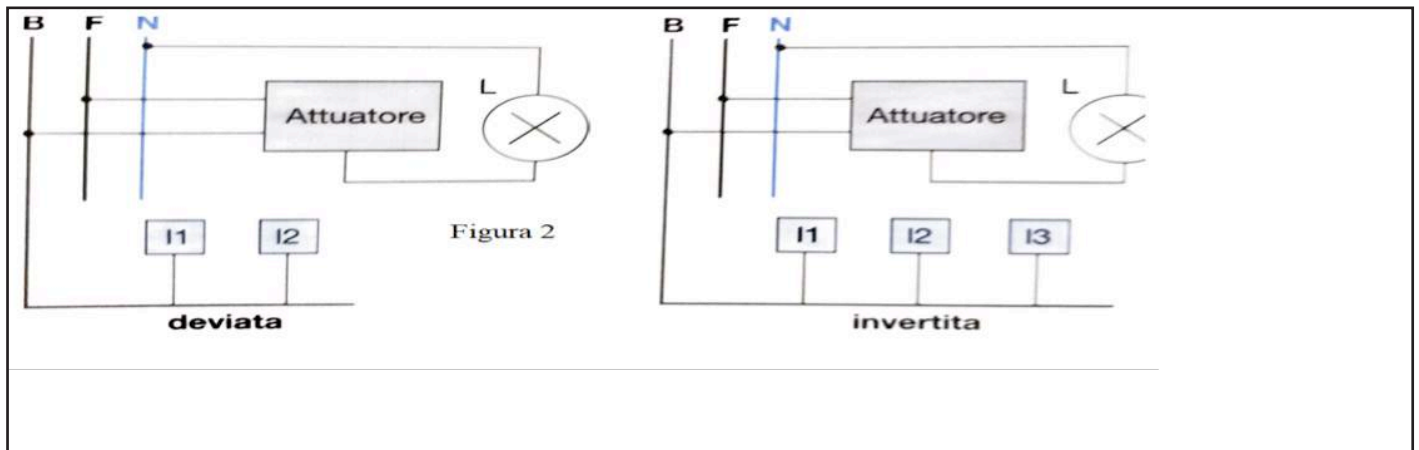 B F N
L
Attuatore
I1 I2
Figura 2
deviata
B F N
L
Attuatore
I1 I2 I3
invertita